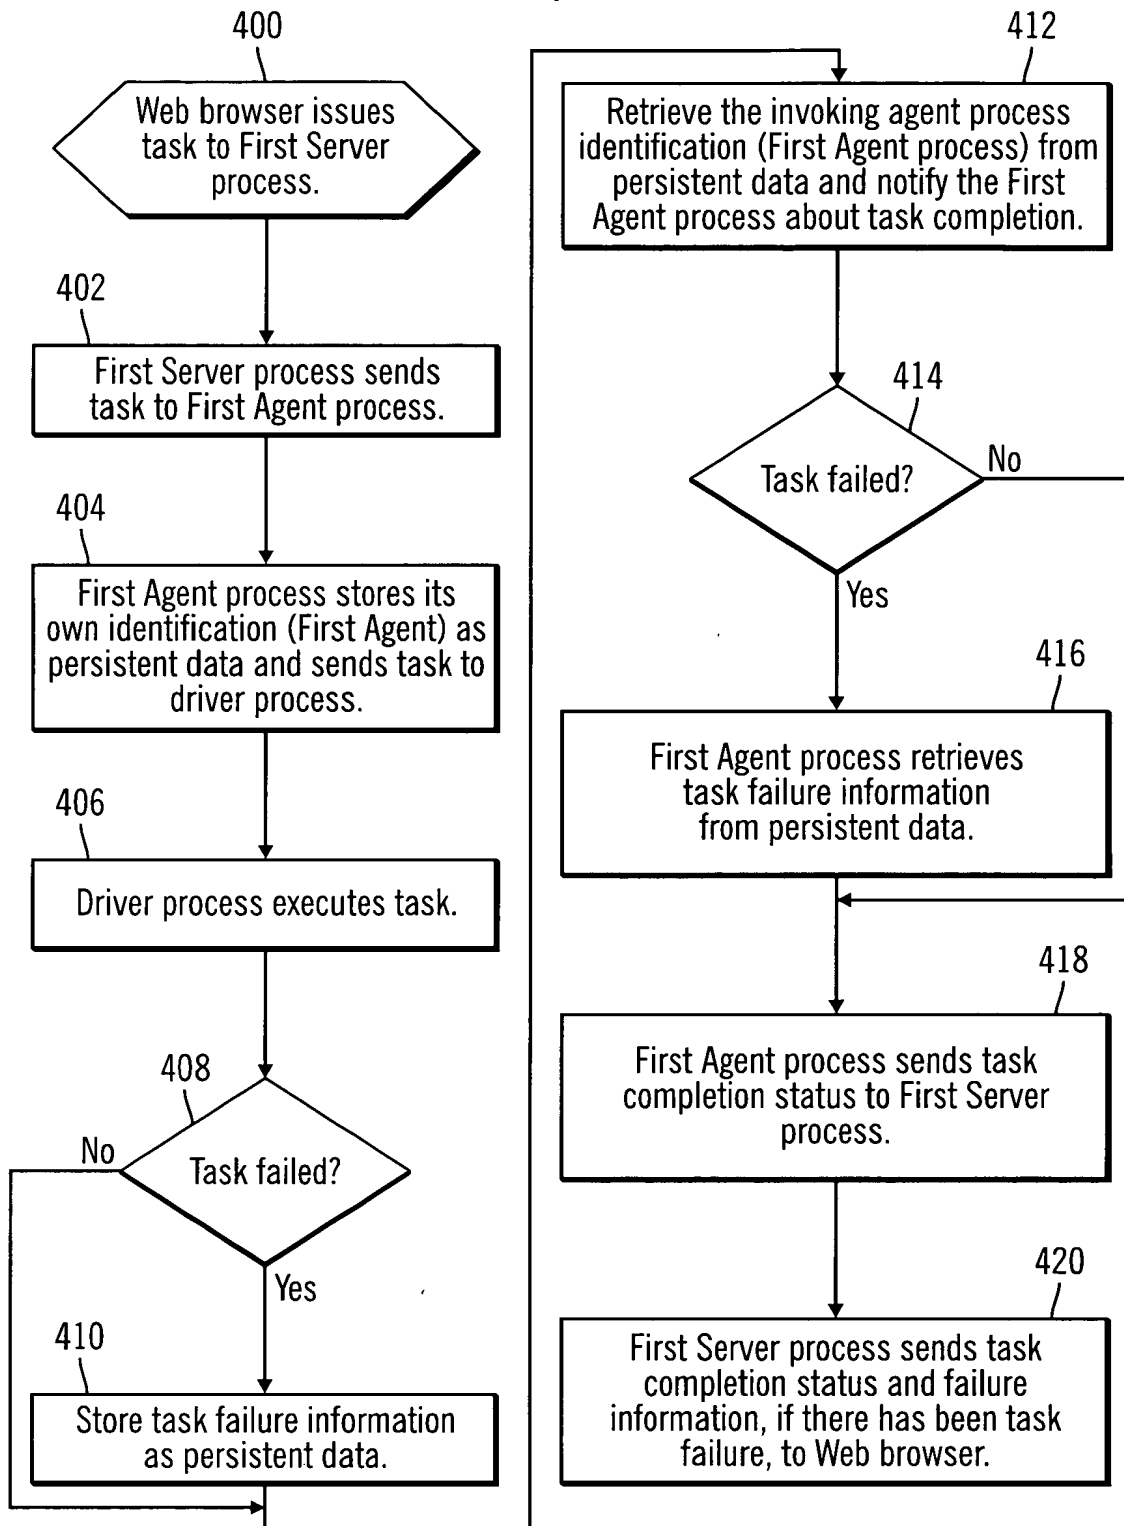 400
Web browser issues
task to First Server
process.
402
First Server process sends
task to First Agent process.
404
First Agent process stores its
own identification (First Agent) as
persistent data and sends task to
driver process.
406
Driver process executes task.
408
No
Task failed?
Yes
410
Store task failure information
as persistent data.
412
Retrieve the invoking agent process
identification (First Agent process) from
persistent data and notify the First
Agent process about task completion.
414
No
Task failed?
Yes
416
First Agent process retrieves
task failure information
from persistent data.
418
First Agent process sends task
completion status to First Server
process.
420
First Server process sends task
completion status and failure
information, if there has been task
failure, to Web browser.